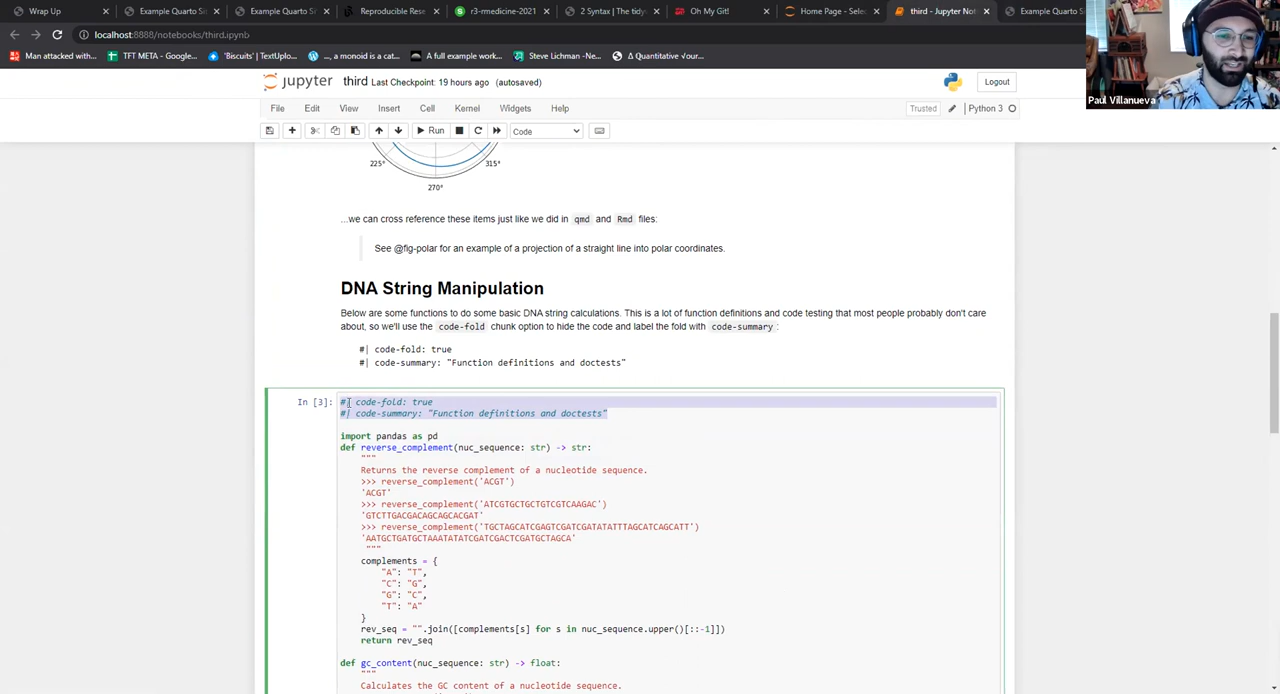 Wrap Up
Example Quarto Si
Example Quarto Si
Reproducible Rese
r3-medicine-2021
2 Syntax | The tidy
Oh My Git!
Home Page - Selec
third - Jupyter Not
Example Quarto Si
localhost:8888/notebooks/third.ipynb
Man attacked with...
TFT META - Google...
'Biscuits' | TextUplo...
..., a monoid is a cat...
A full example work...
Steve Lichman -Ne...
Δ Quantitative √our...
Paul Villanueva
jupyter third Last Checkpoint: 19 hours ago (autosaved)
Logout
File Edit View Insert Cell Kernel Widgets Help
Trusted Python 3
Run Code
225° 315°
270°
...we can cross reference these items just like we did in qmd and Rmd files:
See @fig-polar for an example of a projection of a straight line into polar coordinates.
DNA String Manipulation
Below are some functions to do some basic DNA string calculations. This is a lot of function definitions and code testing that most people probably don't care
about, so we'll use the code-fold chunk option to hide the code and label the fold with code-summary :
#| code-fold: true
#| code-summary: "Function definitions and doctests"
In [3]: #| code-fold: true
#| code-summary: "Function definitions and doctests"
import pandas as pd
def reverse_complement(nuc_sequence: str) -> str:
"""
Returns the reverse complement of a nucleotide sequence.
>>> reverse_complement('ACGT')
'ACGT'
>>> reverse_complement('ATCGTGCTGCTGTCGTCAAGAC')
'GTCTTGACGACAGCAGCACGAT'
>>> reverse_complement('TGCTAGCATCGAGTCGATCGATATATTTAGCATCAGCATT')
'AATGCTGATGCTAAATATATCGATCGACTCGATGCTAGCA'
"""
complements = {
"A": "T",
"C": "G",
"G": "C",
"T": "A"
}
rev_seq = "".join([complements[s] for s in nuc_sequence.upper()[::-1]])
return rev_seq
def gc_content(nuc_sequence: str) -> float:
"""
Calculates the GC content of a nucleotide sequence.